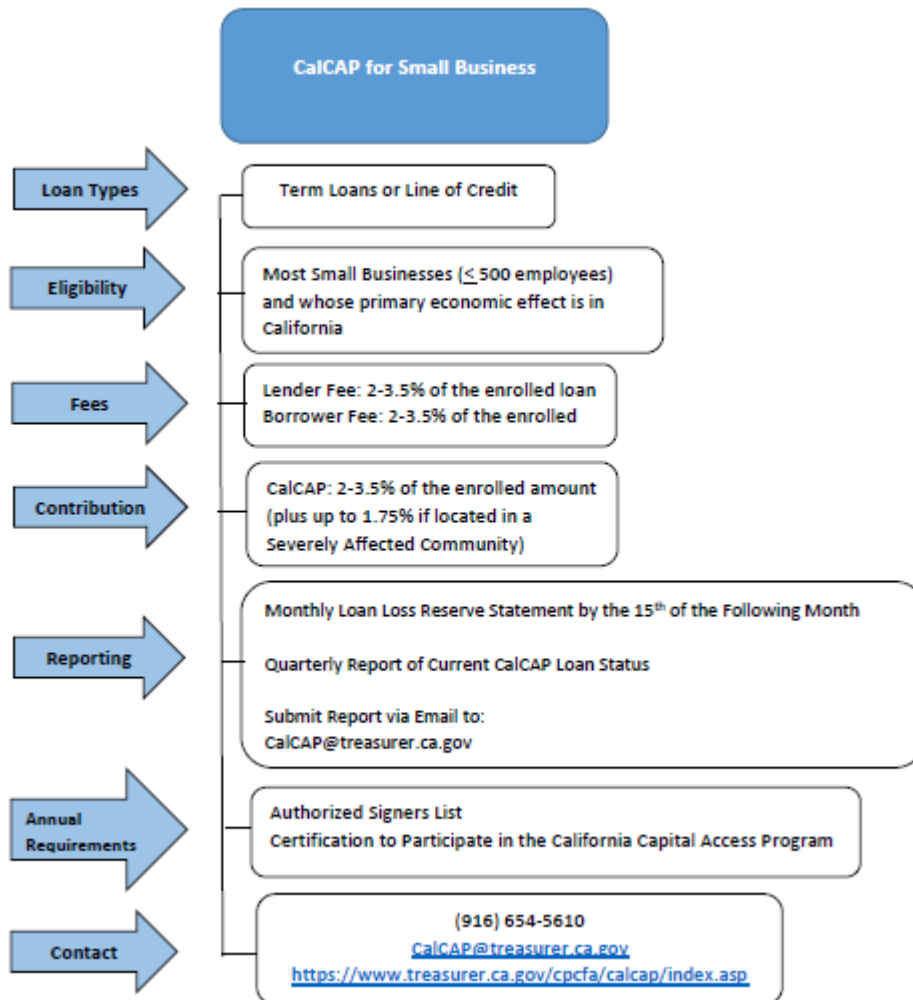 CalCAP for Small Business
Loan Types
Term Loans or Line of Credit
Eligibility
Most Small Businesses (≤ 500 employees)
and whose primary economic effect is in
California
Fees
Lender Fee: 2-3.5% of the enrolled loan
Borrower Fee: 2-3.5% of the enrolled
Contribution
CalCAP: 2-3.5% of the enrolled amount
(plus up to 1.75% if located in a
Severely Affected Community)
Reporting
Monthly Loan Loss Reserve Statement by the 15th of the Following Month
Quarterly Report of Current CalCAP Loan Status
Submit Report via Email to:
CalCAP@treasurer.ca.gov
Annual
Requirements
Authorized Signers List
Certification to Participate in the California Capital Access Program
Contact
(916) 654-5610
CalCAP@treasurer.ca.gov
https://www.treasurer.ca.gov/cpcfa/calcap/index.asp